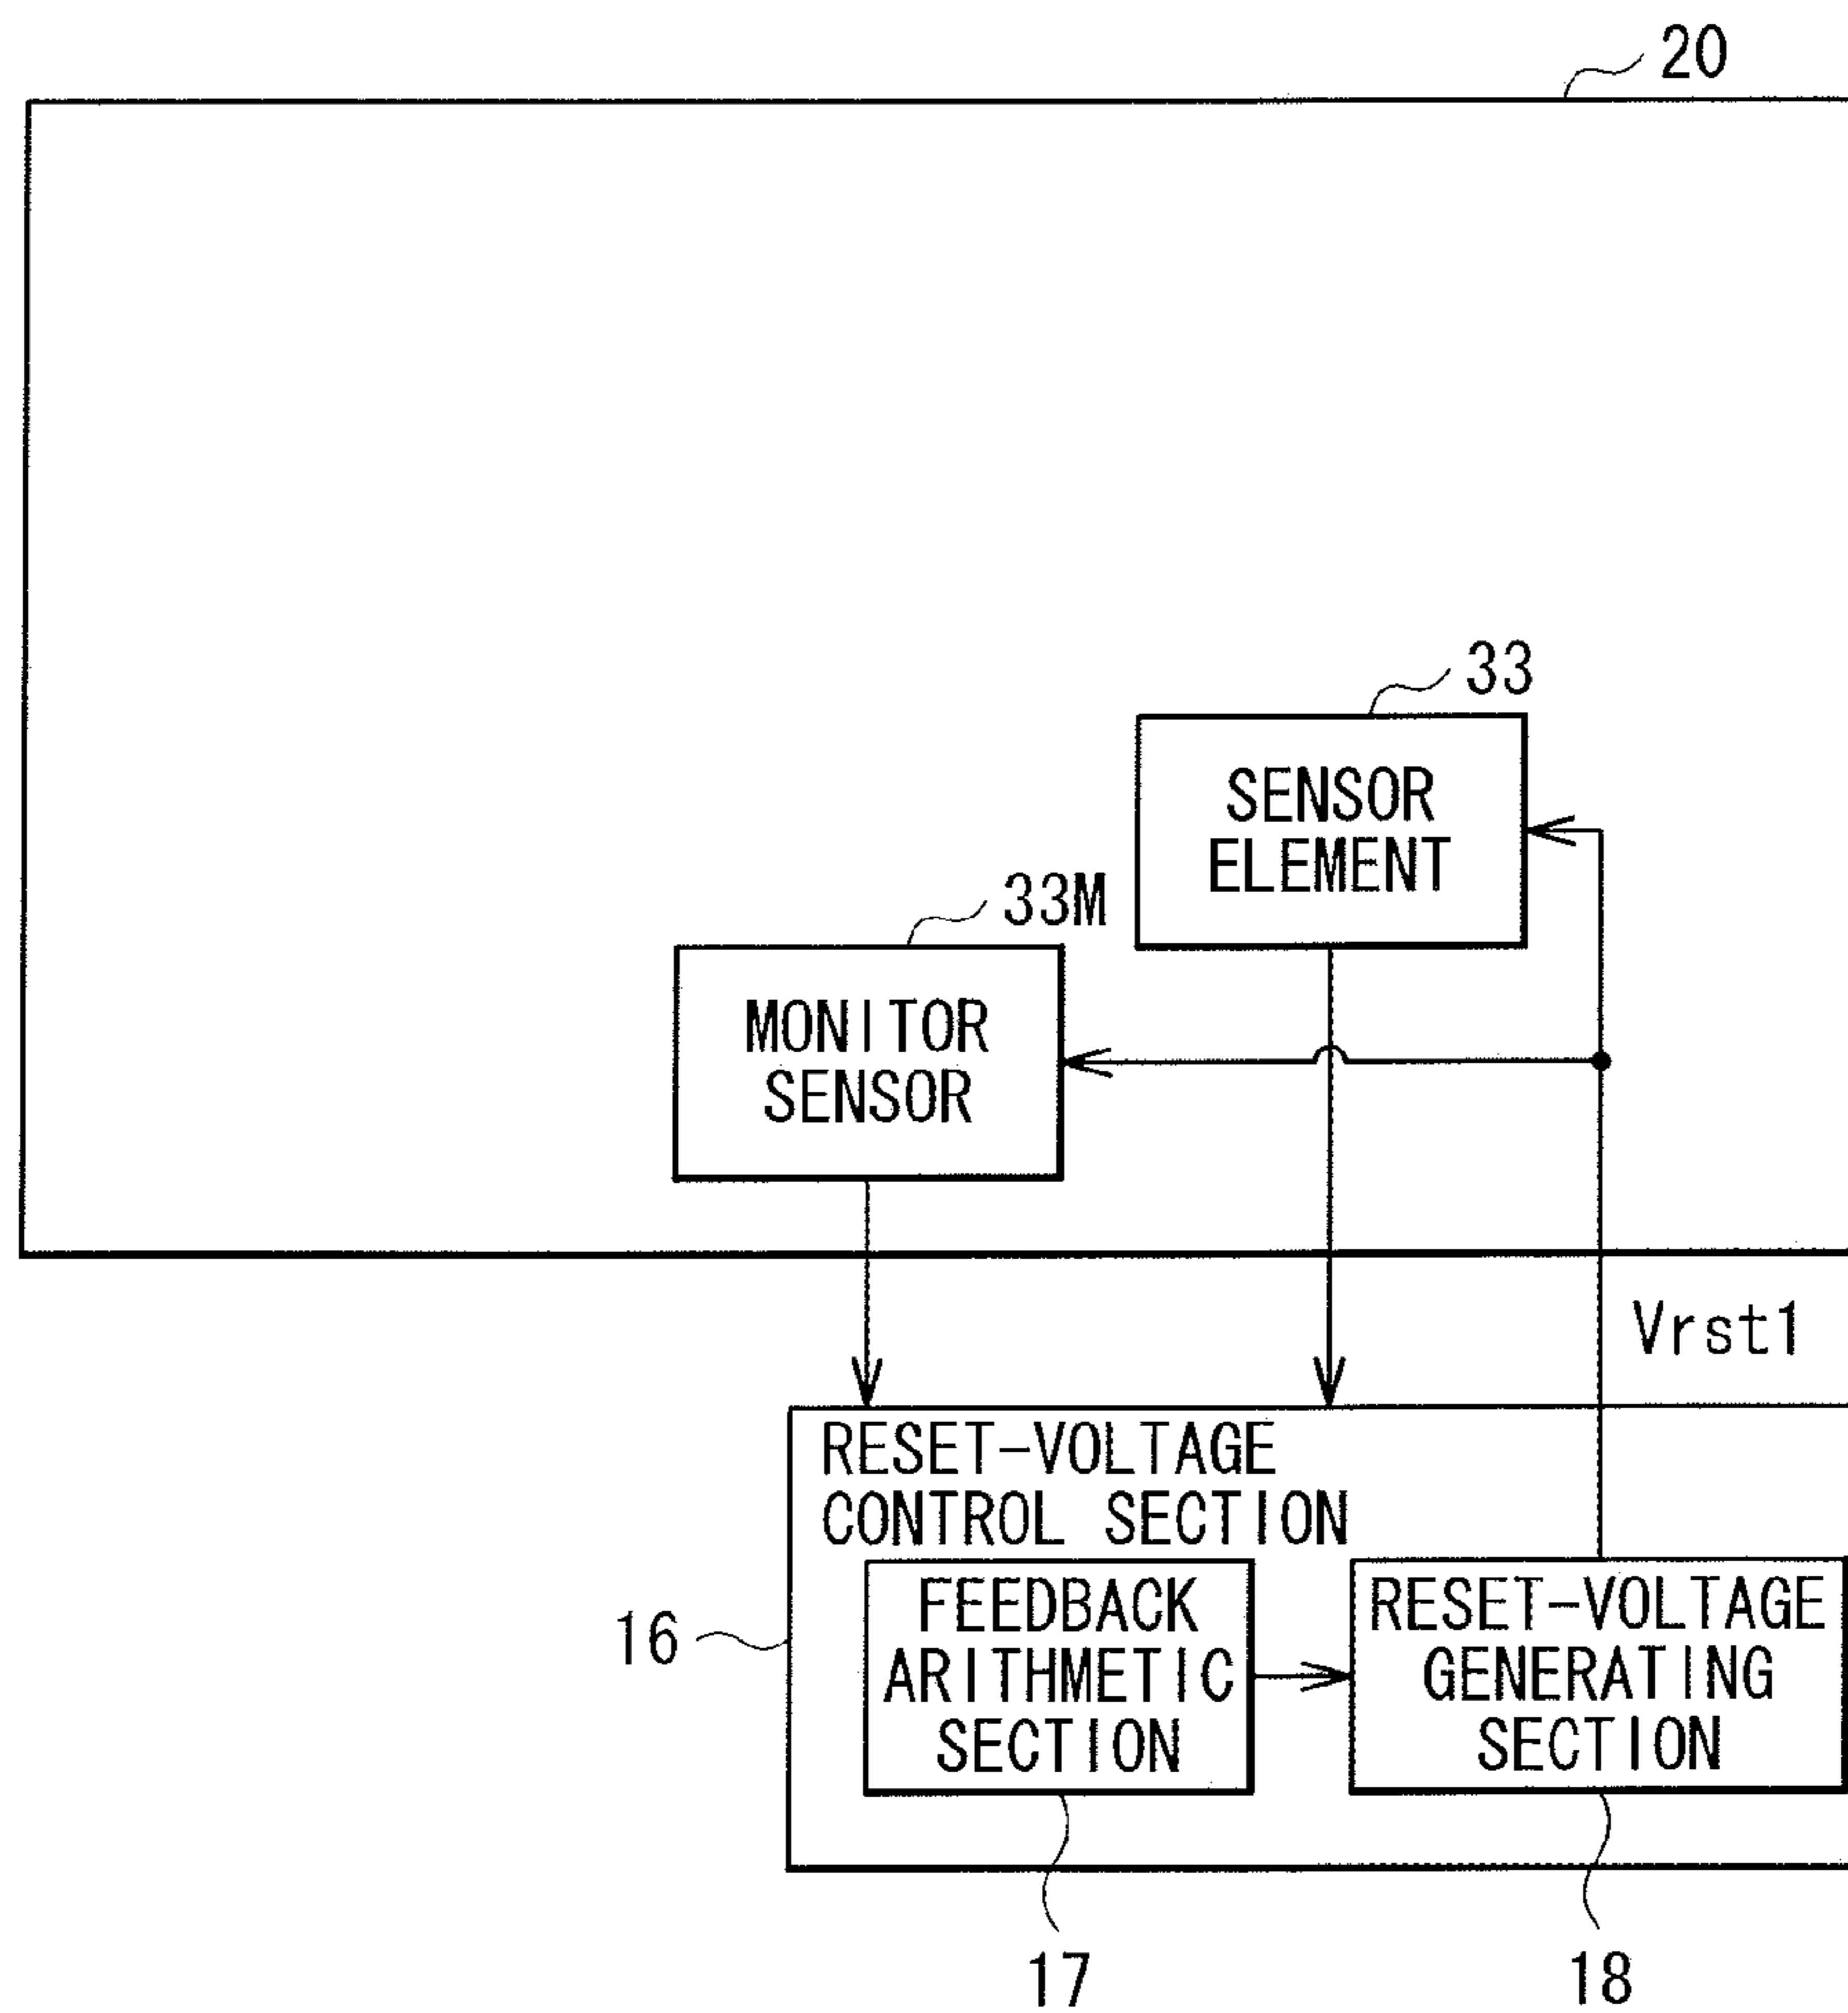 20
33
SENSOR
ELEMENT
33M
MONITOR
SENSOR
Vrst1
RESET-VOLTAGE
CONTROL SECTION
16
FEEDBACK
ARITHMETIC
SECTION
RESET-VOLTAGE
GENERATING
SECTION
17
18